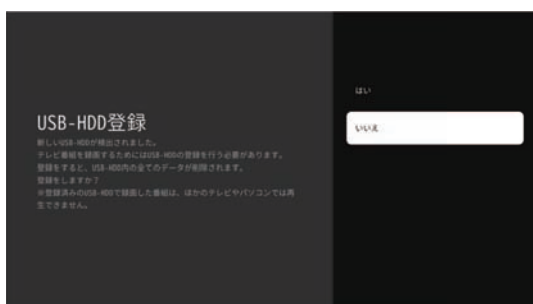 USB-HDD登録
新しいUSB-HDDが検出されました。
テレビ番組を録画するためにはUSB-HDDの登録を行う必要があります。
登録をすると、USB-HDD内の全てのデータが削除されます。
登録をしますか？
※登録済みのUSB-HDDで録画した番組は、ほかのテレビやパソコンでは再
生できません。
はい
いいえ